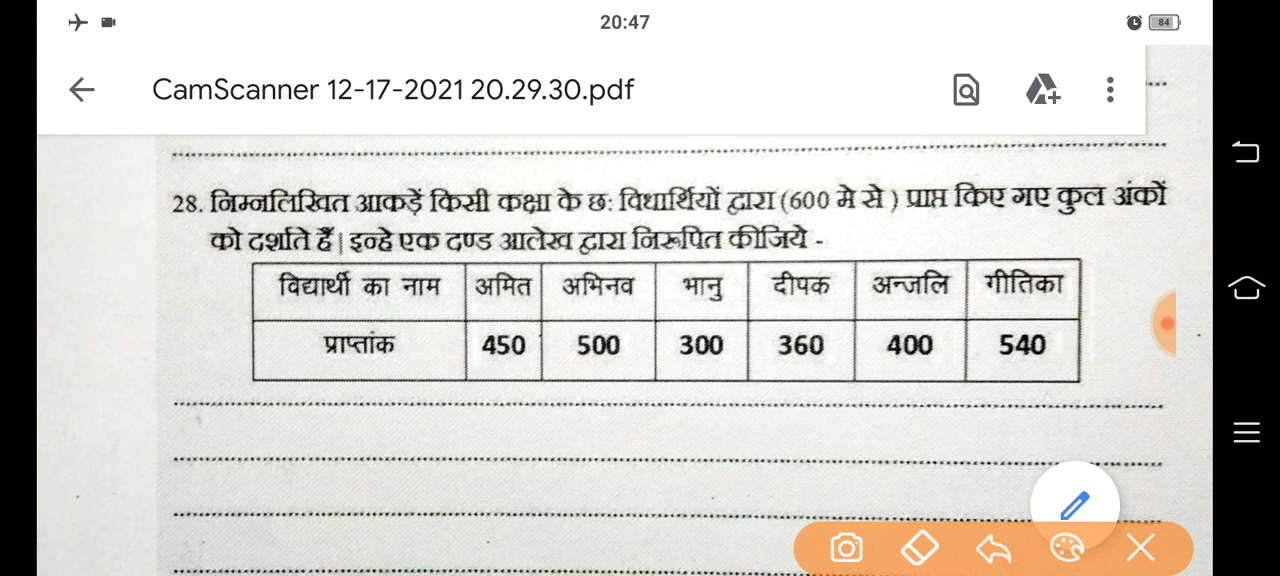 20:47
84
CamScanner 12-17-2021 20.29.30.pdf
28. निम्नलिखित आकड़ें किसी कक्षा के छ: विधार्थियों द्वारा (600 मे से ) प्राप्त किए गए कुल अंकों
को दर्शाते हैं | इन्हे एक दण्ड आलेख द्वारा निरूपित कीजिये -
विद्यार्थी का नाम अमित अभिनव भानु दीपक अन्जलि गीतिका
प्राप्तांक 450 500 300 360 400 540